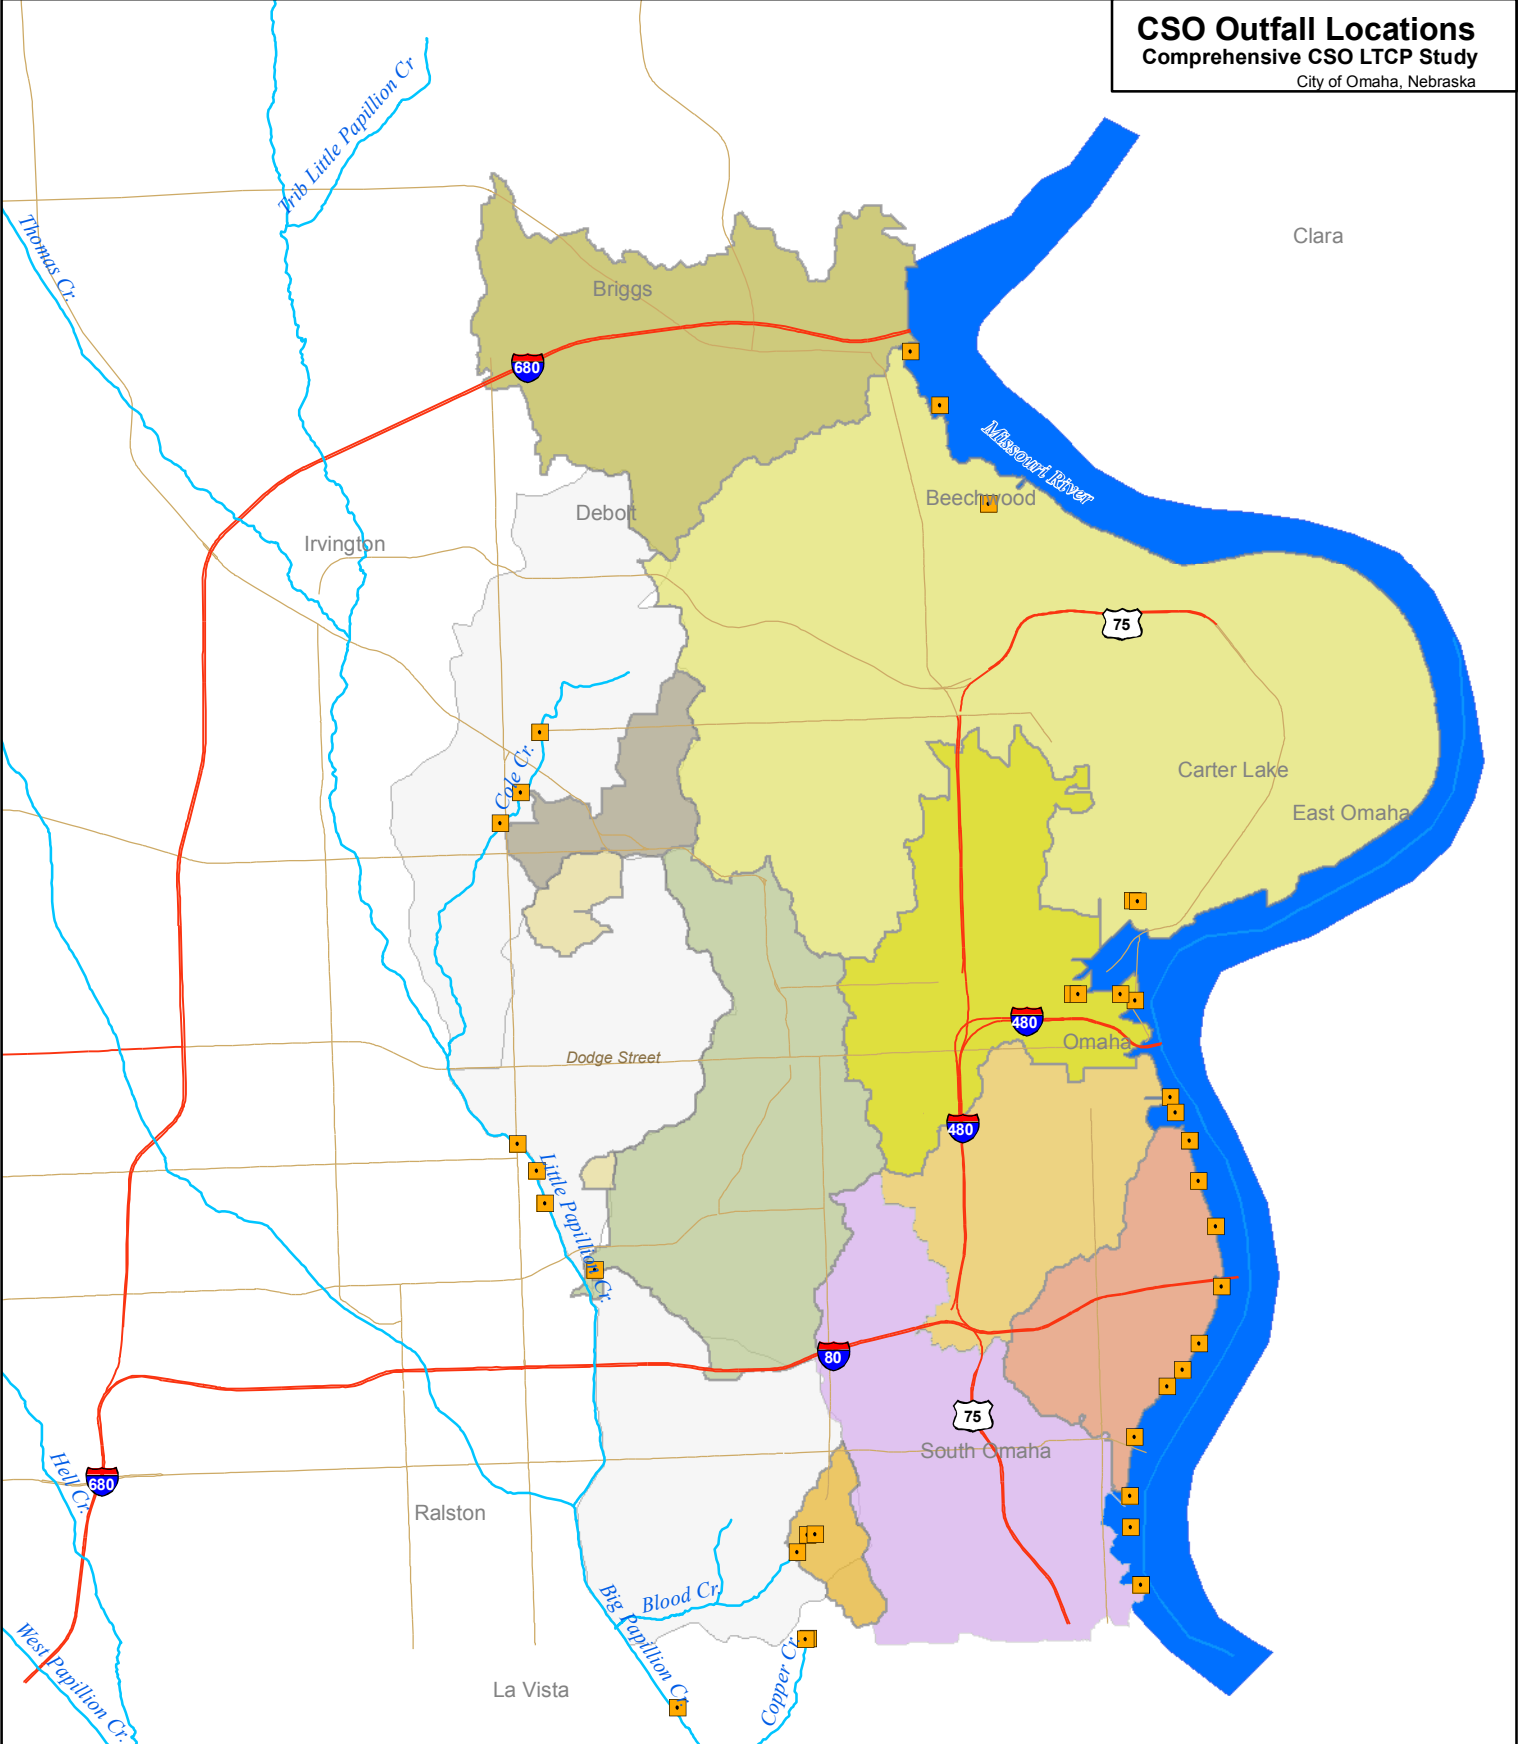 CSO Outfall Locations
Comprehensive CSO LTCP Study
City of Omaha, Nebraska
Trib Little Papillion Cr
Thomas Cr.
Clara
Briggs
680
Missouri River
Beechwood
Debolt
Irvington
75
Cole Cr.
Carter Lake
East Omaha
480
Omaha
Dodge Street
480
Little Papillion Cr.
80
75
South Omaha
Hell Cr.
680
Ralston
Blood Cr.
Big Papillion Cr.
West Papillion Cr.
La Vista
Copper Cr.